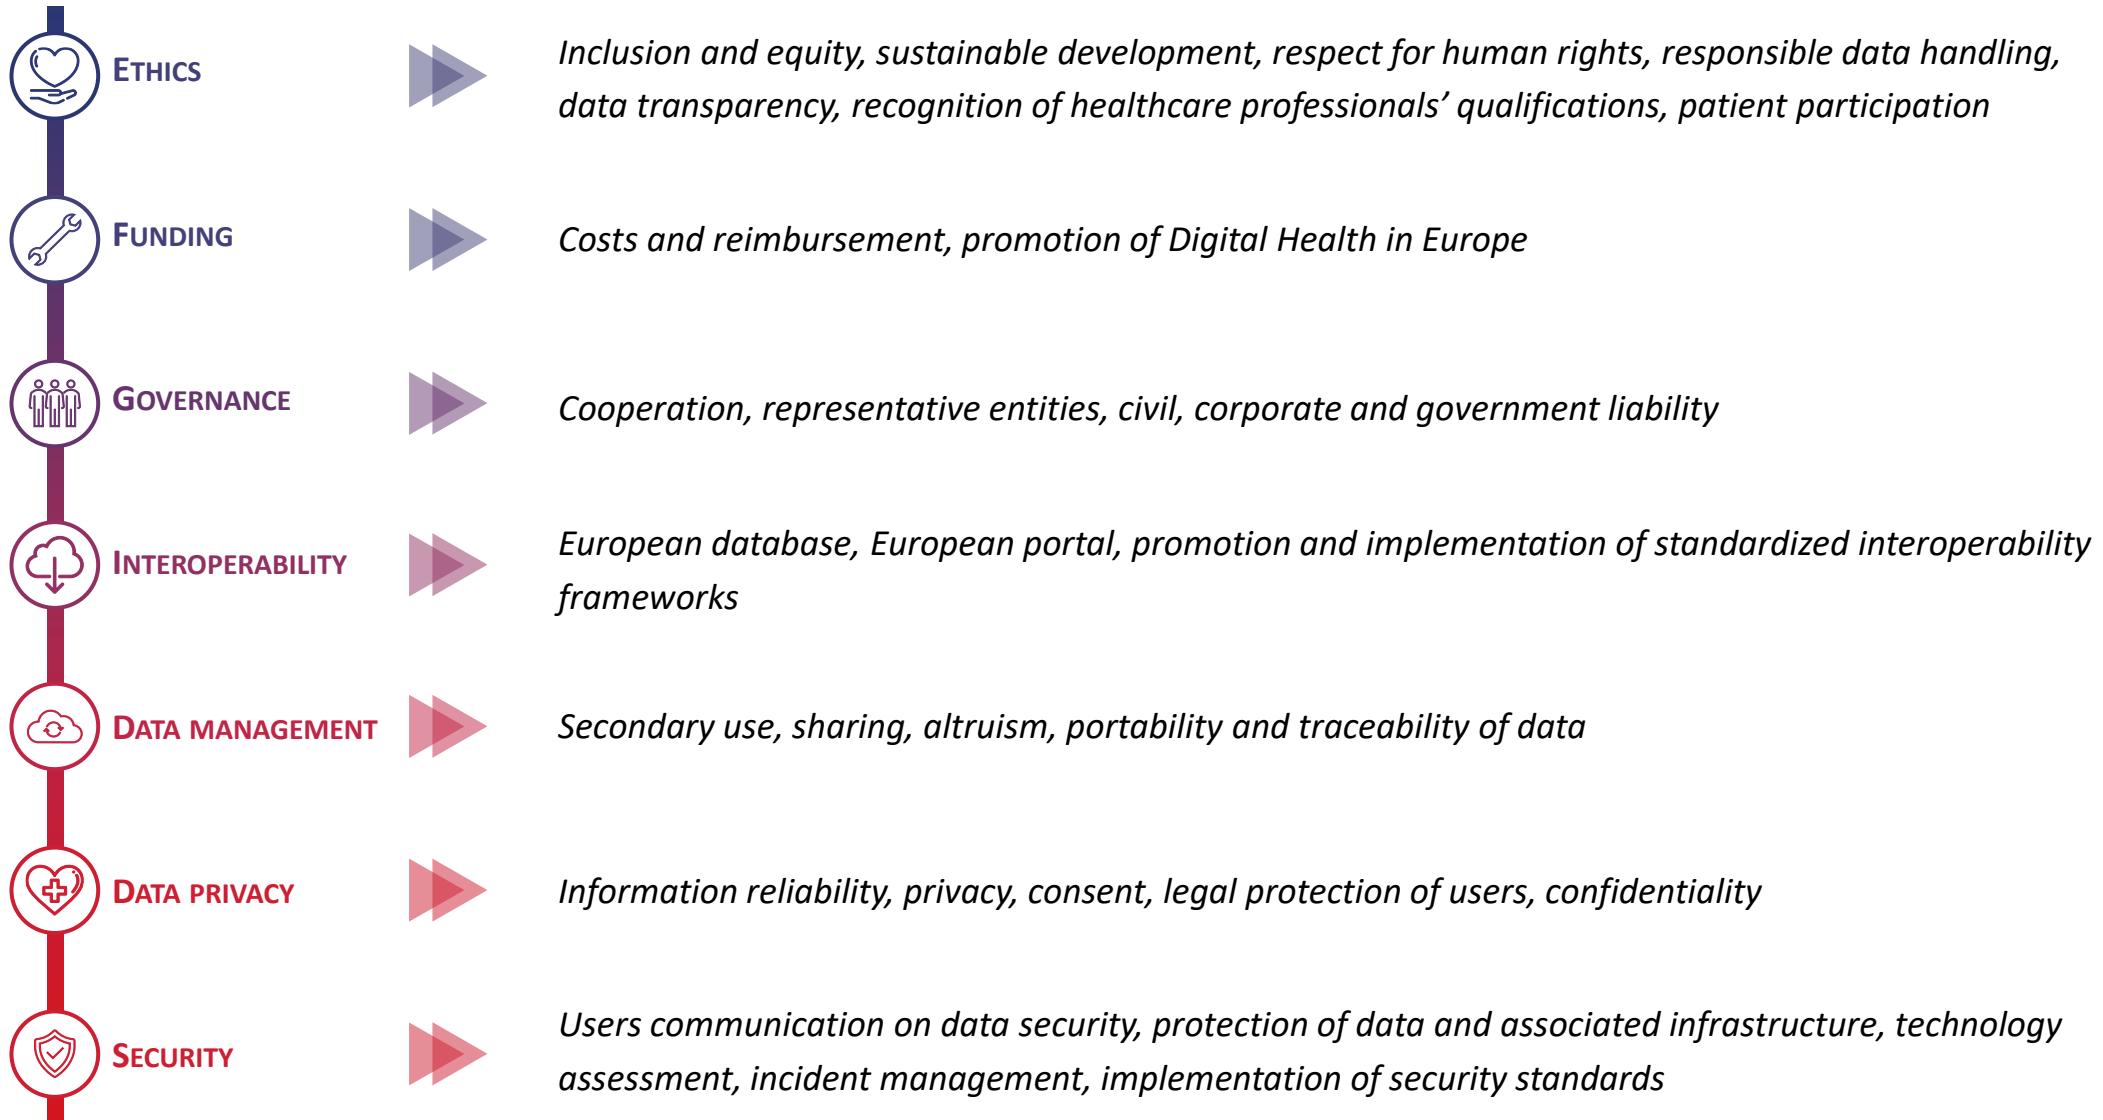 ETHICS
Inclusion and equity, sustainable development, respect for human rights, responsible data handling,
data transparency, recognition of healthcare professionals’ qualifications, patient participation
FUNDING
Costs and reimbursement, promotion of Digital Health in Europe
GOVERNANCE
Cooperation, representative entities, civil, corporate and government liability
INTEROPERABILITY
European database, European portal, promotion and implementation of standardized interoperability
frameworks
DATA MANAGEMENT
Secondary use, sharing, altruism, portability and traceability of data
DATA PRIVACY
Information reliability, privacy, consent, legal protection of users, confidentiality
SECURITY
Users communication on data security, protection of data and associated infrastructure, technology
assessment, incident management, implementation of security standards